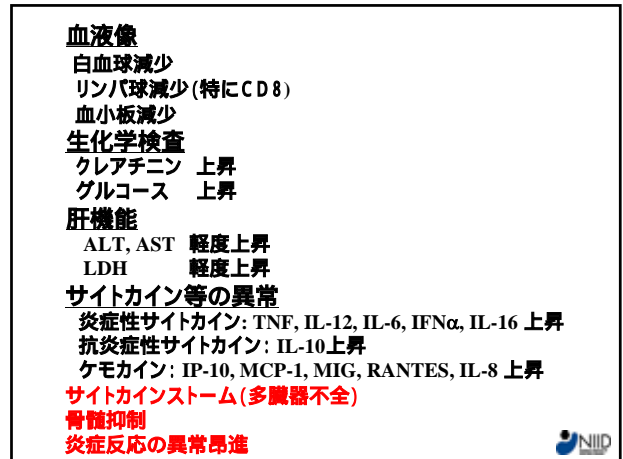 血液像
白血球減少
リンパ球減少(特にCD8)
血小板減少
生化学検査
クレアチニン 上昇
グルコース 上昇
肝機能
ALT, AST 軽度上昇
LDH 軽度上昇
サイトカイン等の異常
炎症性サイトカイン: TNF, IL-12, IL-6, IFNα, IL-16 上昇
抗炎症性サイトカイン: IL-10上昇
ケモカイン: IP-10, MCP-1, MIG, RANTES, IL-8 上昇
サイトカインストーム(多臓器不全)
骨髄抑制
炎症反応の異常昂進
NIID